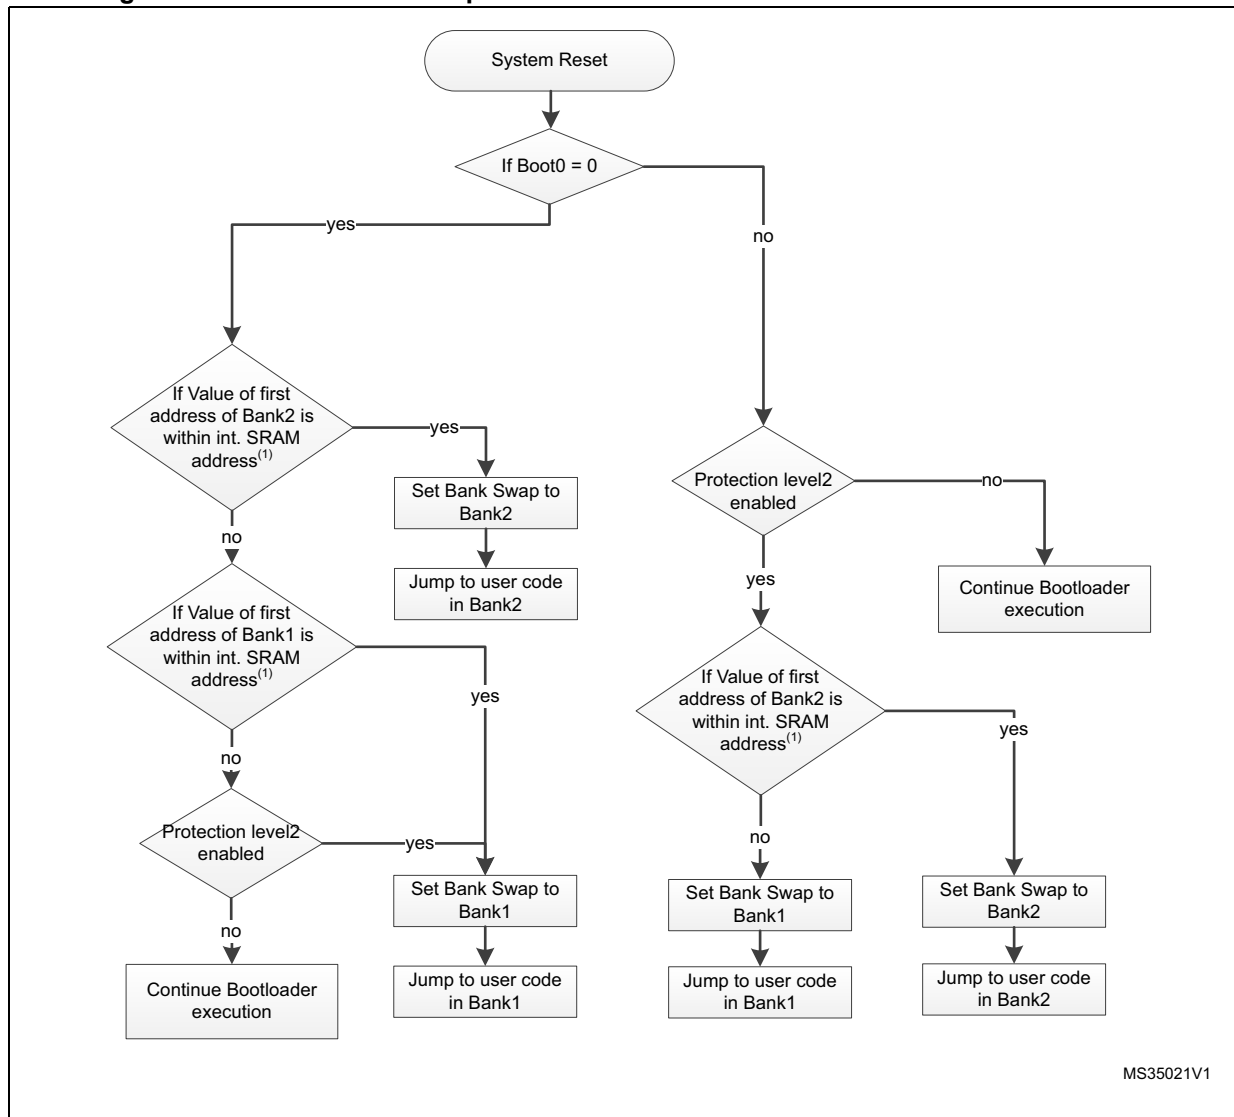 System Reset
If Boot0 = 0
yes
no
If Value of first
address of Bank2 is
within int. SRAM
address(1)
yes
Set Bank Swap to
Bank2
Jump to user code
in Bank2
no
If Value of first
address of Bank1 is
within int. SRAM
address(1)
yes
no
Protection level2
enabled
yes
Set Bank Swap to
Bank1
Jump to user code
in Bank1
no
Continue Bootloader
execution
Protection level2
enabled
no
Continue Bootloader
execution
yes
If Value of first
address of Bank2 is
within int. SRAM
address(1)
yes
no
Set Bank Swap to
Bank1
Jump to user code
in Bank1
Set Bank Swap to
Bank2
Jump to user code
in Bank2
MS35021V1